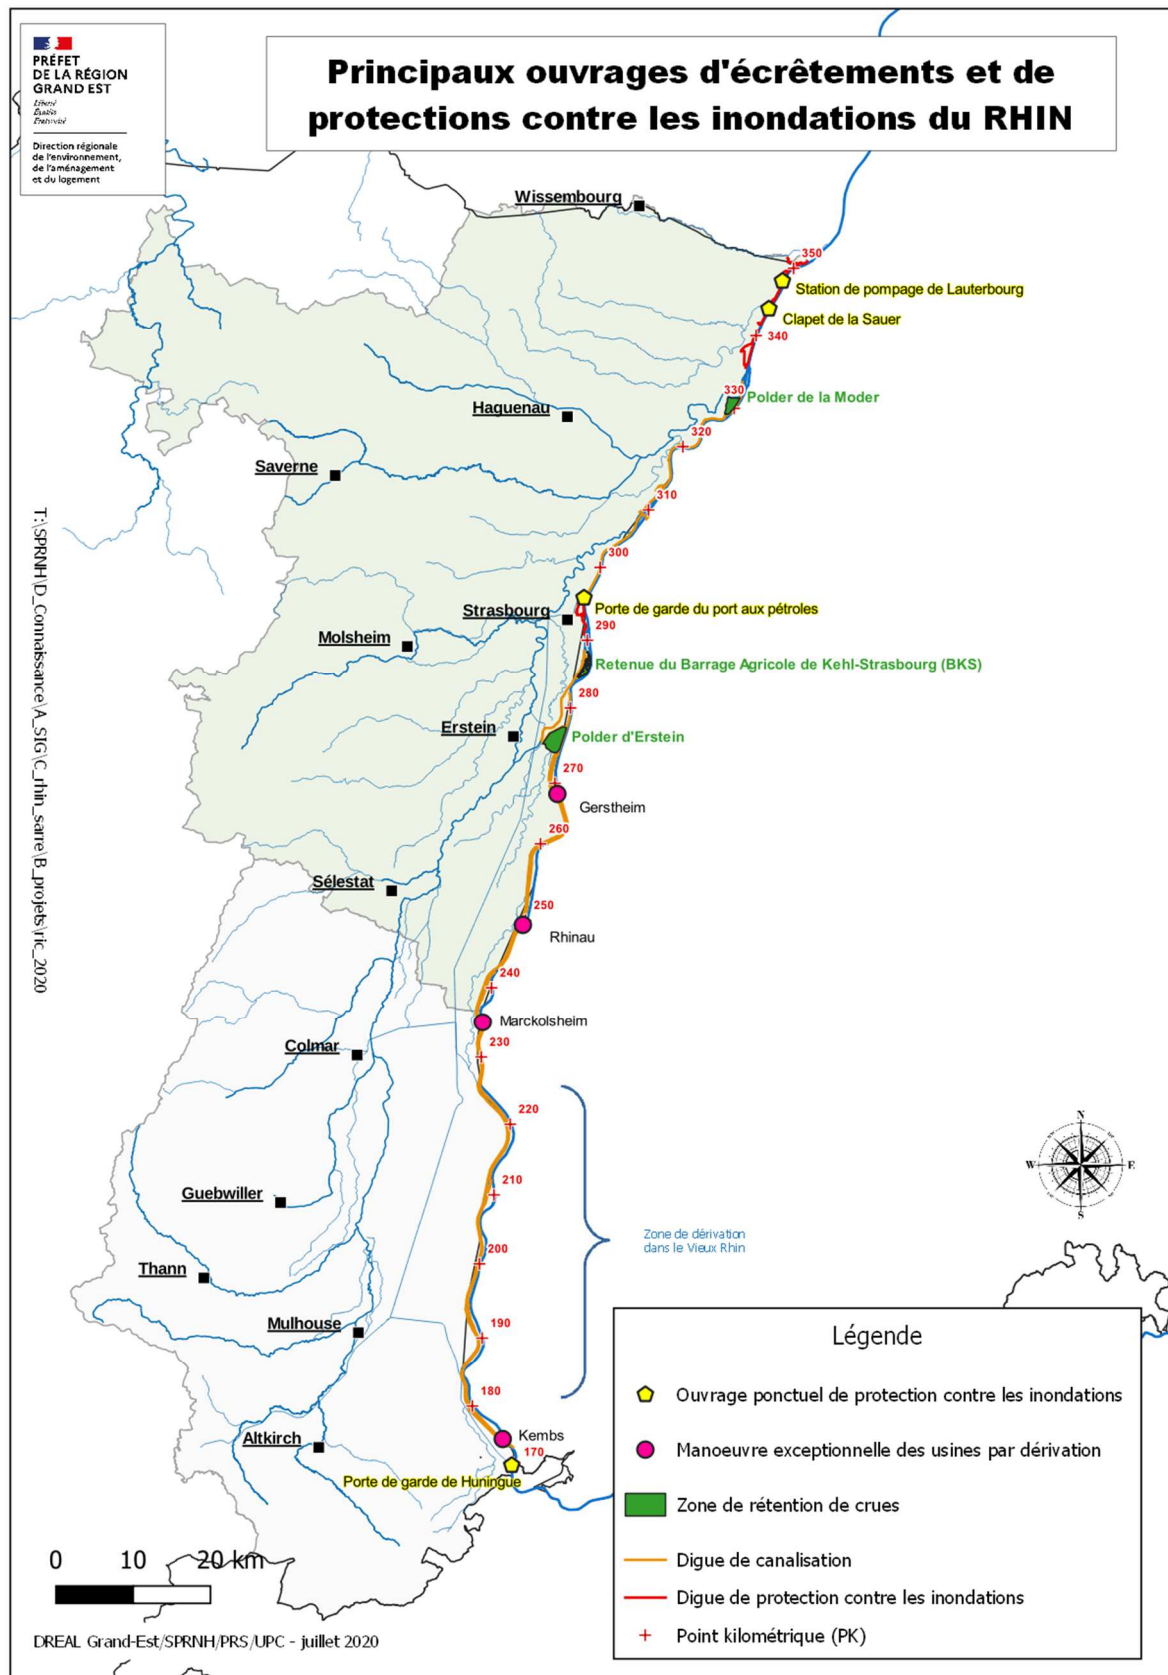 PRÉFET
DE LA RÉGION
GRAND EST
Liberté
Égalité
Fraternité
Direction régionale
de l'environnement,
de l'aménagement
et du logement
Principaux ouvrages d'écrêtements et de
protections contre les inondations du RHIN
Wissembourg
350
Station de pompage de Lauterbourg
Clapet de la Sauer
340
330
Polder de la Moder
Haguenau
320
Saverne
310
T:\SPRNH\D_Connaissance\A_SIG\C_rhin_sarre\B_projets\ric_2020
300
Strasbourg
Porte de garde du port aux pétroles
290
Molsheim
Retenue du Barrage Agricole de Kehl-Strasbourg (BKS)
280
Erstein
Polder d'Erstein
270
Gerstheim
260
Sélestat
250
Rhinau
240
Marckolsheim
230
Colmar
220
N
W
E
S
210
Guebwiller
200
Zone de dérivation
dans le Vieux Rhin
Thann
190
Mulhouse
180
Kembs
Altkirch
170
Porte de garde de Huningue
Légende
Ouvrage ponctuel de protection contre les inondations
Manoeuvre exceptionnelle des usines par dérivation
Zone de rétention de crues
Digue de canalisation
Digue de protection contre les inondations
Point kilométrique (PK)
0 10 20 km
DREAL Grand-Est/SPRNH/PRS/UPC - juillet 2020